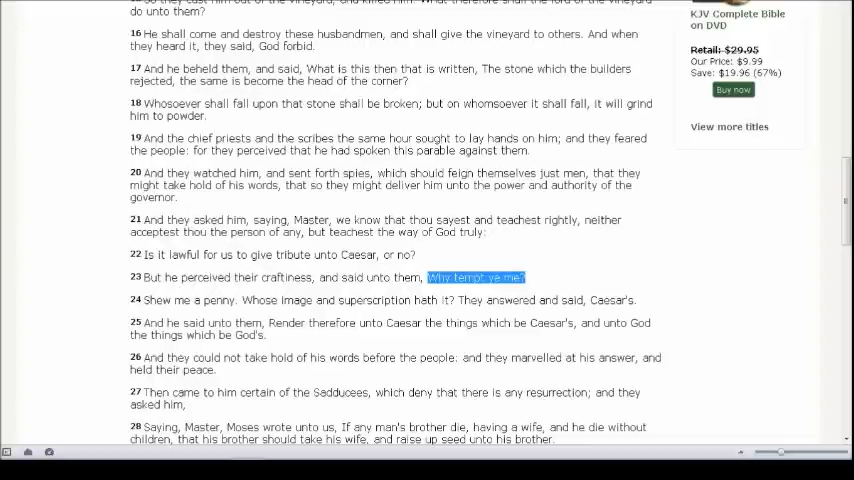 do unto them?
16 He shall come and destroy these husbandmen, and shall give the vineyard to others. And when
they heard it, they said, God forbid.
17 And he beheld them, and said, What is this then that is written, The stone which the builders
rejected, the same is become the head of the corner?
18 Whosoever shall fall upon that stone shall be broken; but on whomsoever it shall fall, it will grind
him to powder.
19 And the chief priests and the scribes the same hour sought to lay hands on him; and they feared
the people: for they perceived that he had spoken this parable against them.
20 And they watched him, and sent forth spies, which should feign themselves just men, that they
might take hold of his words, that so they might deliver him unto the power and authority of the
governor.
21 And they asked him, saying, Master, we know that thou sayest and teachest rightly, neither
acceptest thou the person of any, but teachest the way of God truly:
22 Is it lawful for us to give tribute unto Caesar, or no?
23 But he perceived their craftiness, and said unto them, Why tempt ye me?
24 Shew me a penny. Whose image and superscription hath it? They answered and said, Caesar's.
25 And he said unto them, Render therefore unto Caesar the things which be Caesar's, and unto God
the things which be God's.
26 And they could not take hold of his words before the people: and they marvelled at his answer, and
held their peace.
27 Then came to him certain of the Sadducees, which deny that there is any resurrection; and they
asked him,
28 Saying, Master, Moses wrote unto us, If any man's brother die, having a wife, and he die without
children, that his brother should take his wife, and raise up seed unto his brother.
KJV Complete Bible
on DVD
Retail: $29.95
Our Price: $9.99
Save: $19.96 (67%)
Buy now
View more titles